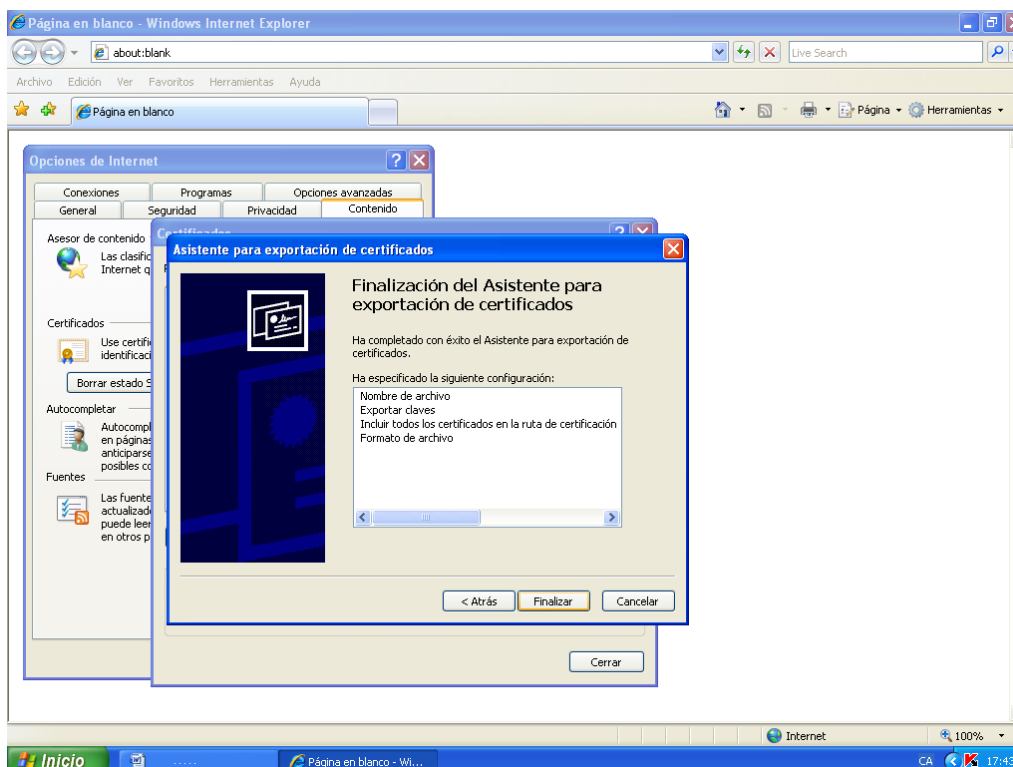 Página en blanco - Windows Internet Explorer
about:blank
Live Search
Archivo Edición Ver Favoritos Herramientas Ayuda
Página en blanco
Página
Herramientas
Opciones de Internet
Conexiones Programas Opciones avanzadas
General Seguridad Privacidad Contenido
Asesor de contenido
Las clasific
Internet q
Certificados
Use certifi
identificaci
Borrar estado S
Autocompletar
Autocompl
en páginas
anticiparse
posibles co
Fuentes
Las fuente
actualizad
puede leer
en otros p
Certificados
Asistente para exportación de certificados
Finalización del Asistente para
exportación de certificados
Ha completado con éxito el Asistente para exportación de
certificados.
Ha especificado la siguiente configuración:
Nombre de archivo
Exportar claves
Incluir todos los certificados en la ruta de certificación
Formato de archivo
< Atrás Finalizar Cancelar
Cerrar
Internet 100%
Inicio ..... Página en blanco - Wi... CA 17:43